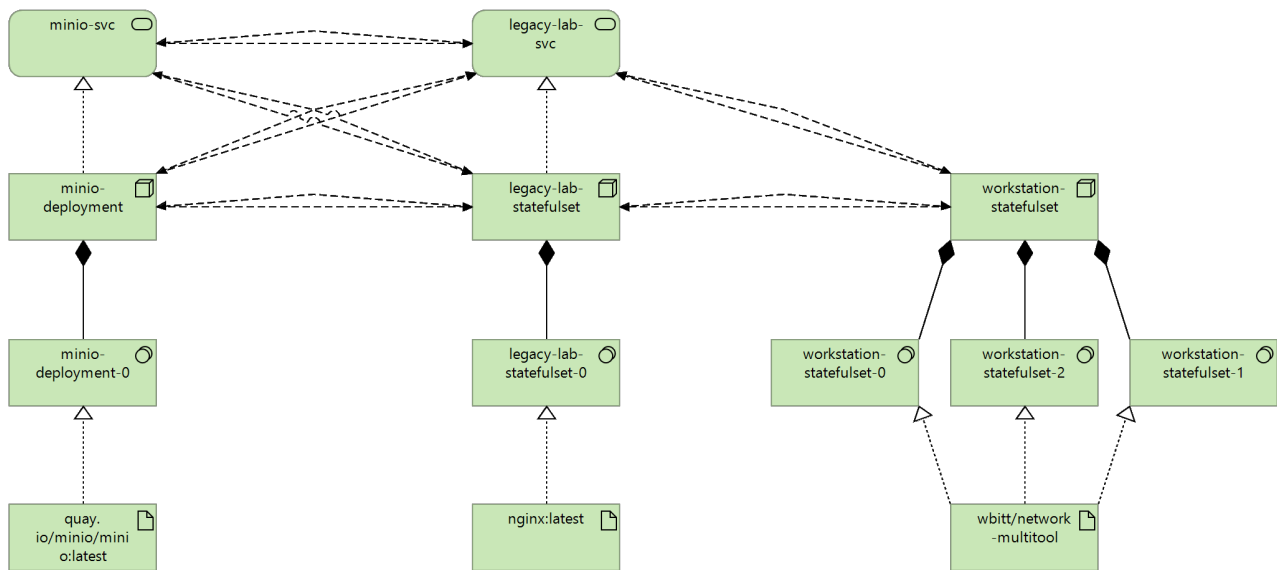 minio-svc
legacy-lab-
svc
minio-
deployment
legacy-lab-
statefulset
workstation-
statefulset
minio-
deployment-0
legacy-lab-
statefulset-0
workstation-
statefulset-0
workstation-
statefulset-2
workstation-
statefulset-1
quay.
io/minio/mini
o:latest
nginx:latest
wbitt/network
-multitool